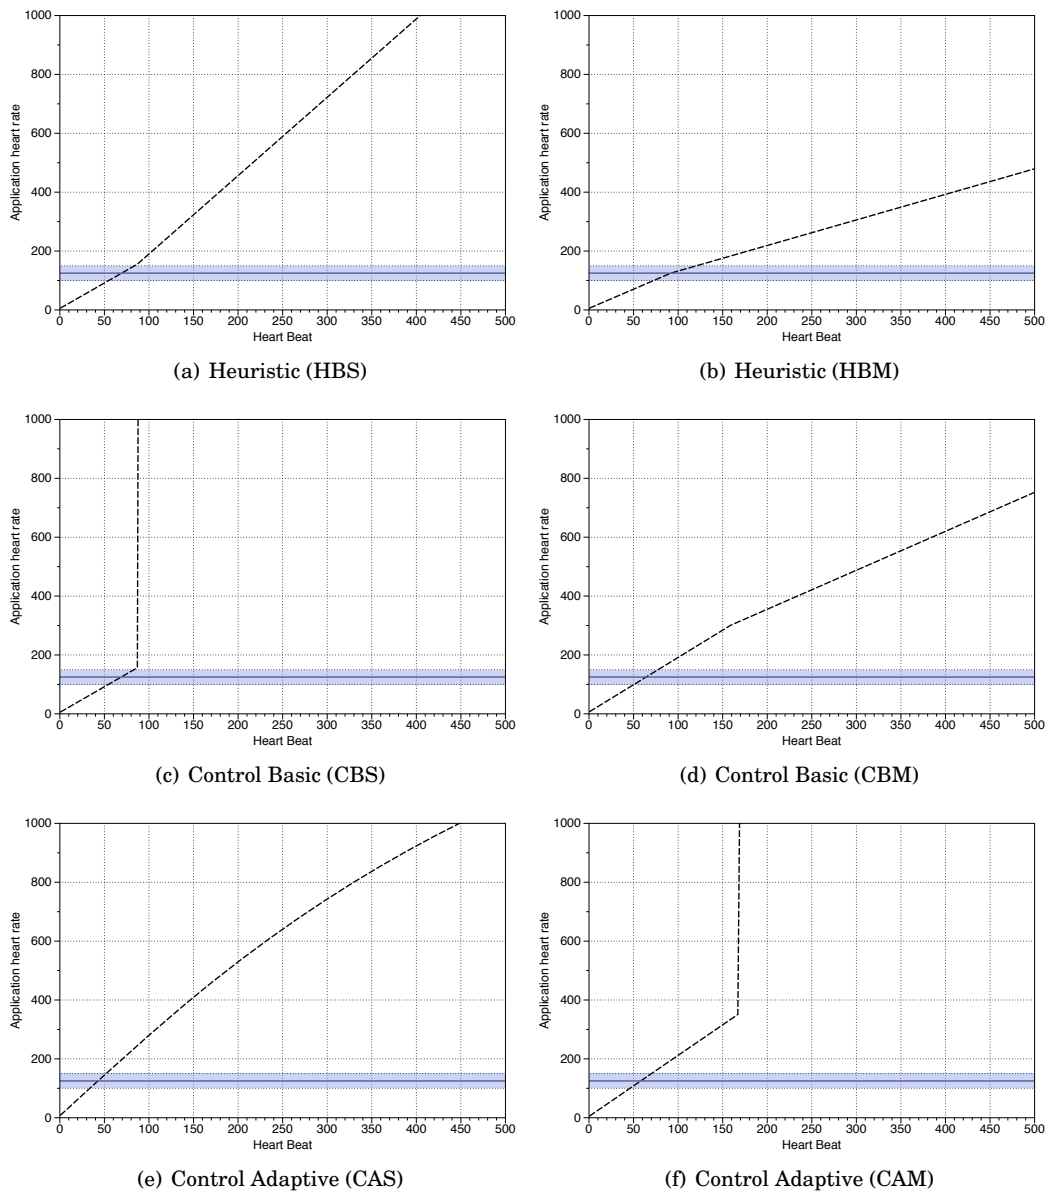 1000
800
600
400
200
0
Application heart rate
0 50 100 150 200 250 300 350 400 450 500
Heart Beat
(a) Heuristic (HBS)
1000
800
600
400
200
0
Application heart rate
0 50 100 150 200 250 300 350 400 450 500
Heart Beat
(b) Heuristic (HBM)
1000
800
600
400
200
0
Application heart rate
0 50 100 150 200 250 300 350 400 450 500
Heart Beat
(c) Control Basic (CBS)
1000
800
600
400
200
0
Application heart rate
0 50 100 150 200 250 300 350 400 450 500
Heart Beat
(d) Control Basic (CBM)
1000
800
600
400
200
0
Application heart rate
0 50 100 150 200 250 300 350 400 450 500
Heart Beat
(e) Control Adaptive (CAS)
1000
800
600
400
200
0
Application heart rate
0 50 100 150 200 250 300 350 400 450 500
Heart Beat
(f) Control Adaptive (CAM)